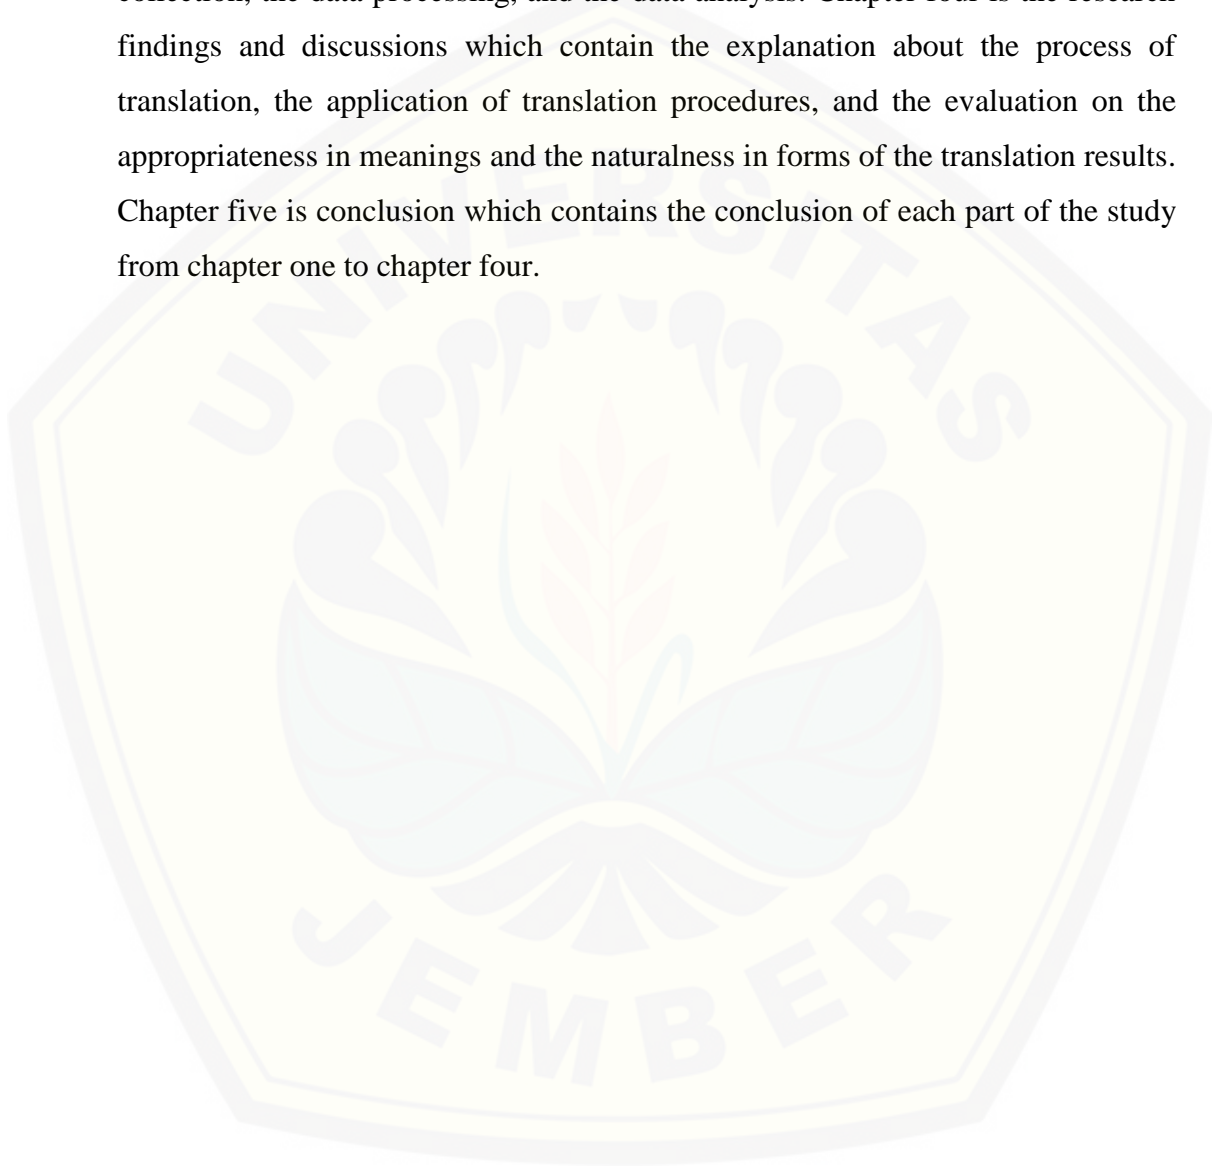 collection, the data processing, and the data analysis. Chapter four is the research
findings and discussions which contain the explanation about the process of
translation, the application of translation procedures, and the evaluation on the
appropriateness in meanings and the naturalness in forms of the translation results.
Chapter five is conclusion which contains the conclusion of each part of the study
from chapter one to chapter four.
UNIVERSITAS
JEMBER